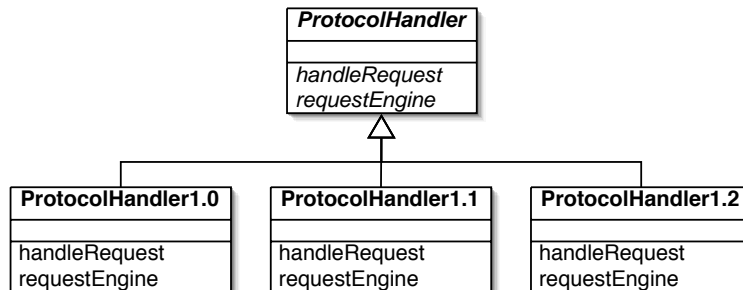 ProtocolHandler
handleRequest
requestEngine
ProtocolHandler1.0
handleRequest
requestEngine
ProtocolHandler1.1
handleRequest
requestEngine
ProtocolHandler1.2
handleRequest
requestEngine